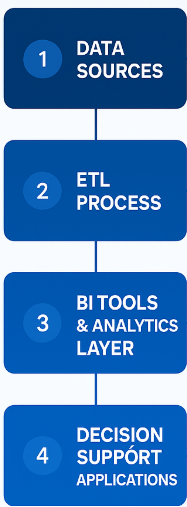 1
DATA
SOURCES
2
ETL
PROCESS
3
BI TOOLS
& ANALYTICS
LAYER
4
DECISION
SUPPÓRT
APPLICATIONS